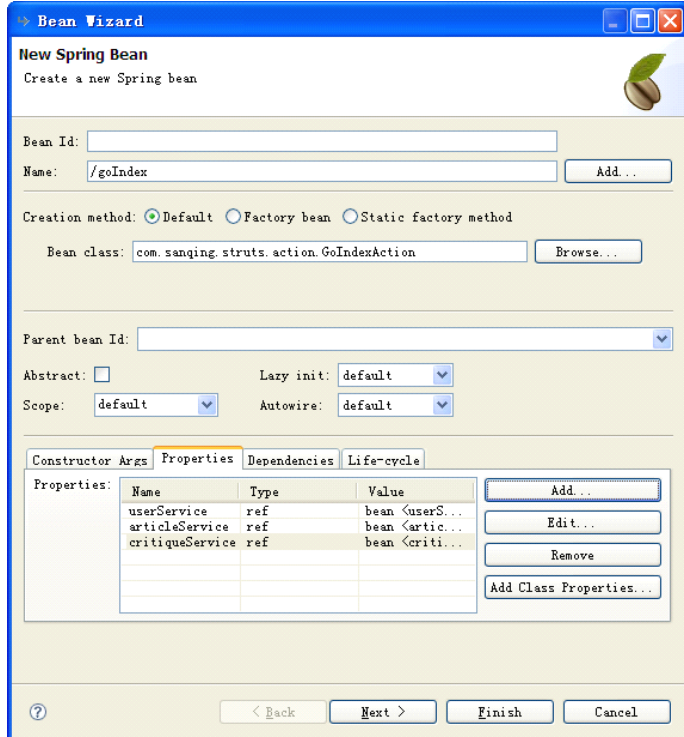 Bean Wizard
New Spring Bean
Create a new Spring bean
Bean Id:
Name: /goIndex Add...
Creation method: Default Factory bean Static factory method
Bean class: com.sanqing.struts.action.GoIndexAction Browse...
Parent bean Id:
Abstract: Lazy init: default
Scope: default Autowire: default
Constructor Args Properties Dependencies Life-cycle
Properties: Name Type Value Add...
userService ref bean <userS...
articleService ref bean <artic... Edit...
critiqueService ref bean <criti...
Remove
Add Class Properties...
? < Back Next > Finish Cancel